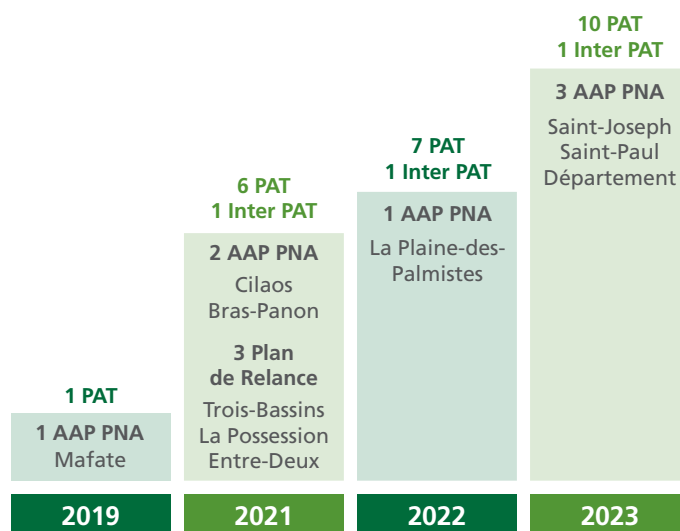 1 PAT
1 AAP PNA
Mafate
2019
6 PAT
1 Inter PAT
2 AAP PNA
Cilaos
Bras-Panon
3 Plan
de Relance
Trois-Bassins
La Possession
Entre-Deux
2021
7 PAT
1 Inter PAT
1 AAP PNA
La Plaine-des-
Palmistes
2022
10 PAT
1 Inter PAT
3 AAP PNA
Saint-Joseph
Saint-Paul
Département
2023